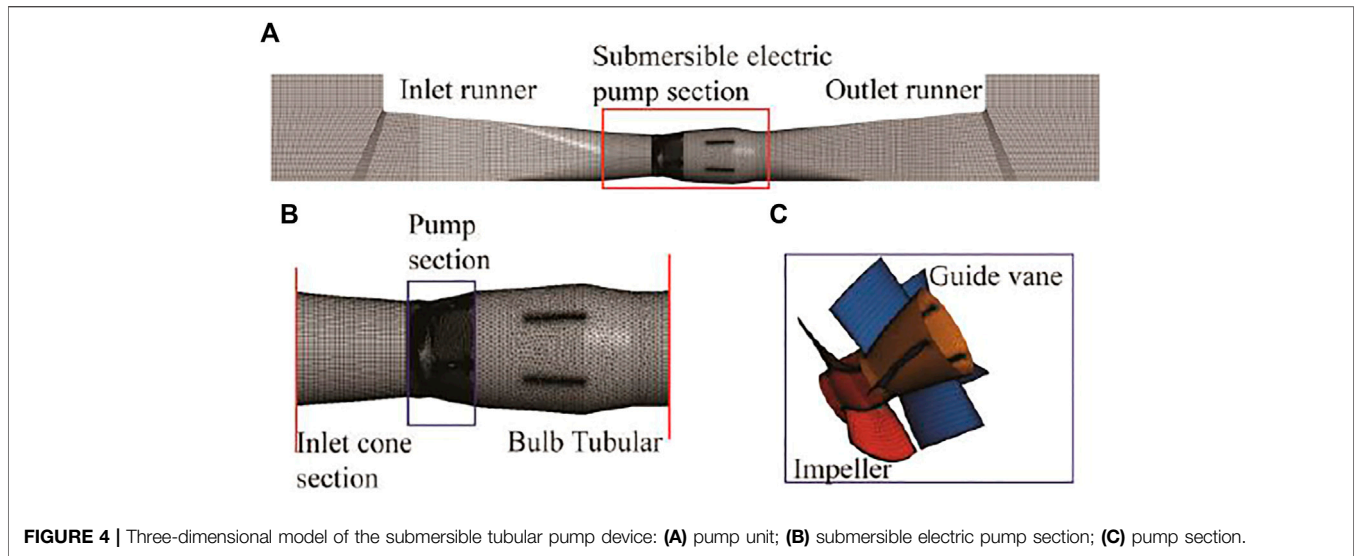 A
Submersible electric
pump section
Inlet runner
Outlet runner
B
Pump
section
Inlet cone
section
Bulb Tubular
C
Guide vane
Impeller
FIGURE 4 | Three-dimensional model of the submersible tubular pump device: (A) pump unit; (B) submersible electric pump section; (C) pump section.